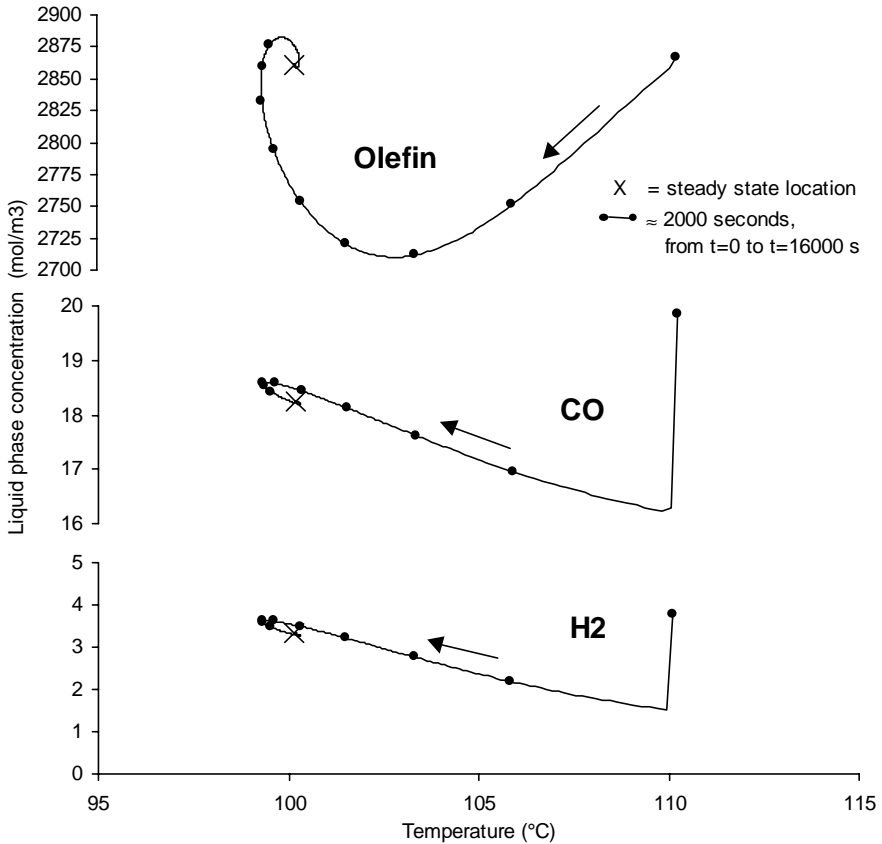 2900
2875
2850
2825
2800
2775
2750
2725
2700
Olefin
X = steady state location
≈ 2000 seconds,
from t=0 to t=16000 s
Liquid phase concentration (mol/m3)
20
19
18
17
16
CO
5
4
3
2
1
0
H2
95 100 105 110 115
Temperature (°C)